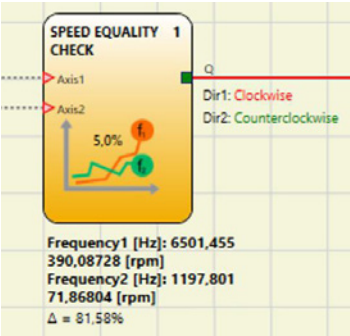 SPEED EQUALITY 1
CHECK
Axis1
Q
Dir1: Clockwise
Axis2
Dir2: Counterclockwise
5,0%
f1
f2
Frequency1 [Hz]: 6501,455
390,08728 [rpm]
Frequency2 [Hz]: 1197,801
71,86804 [rpm]
Δ = 81,58%